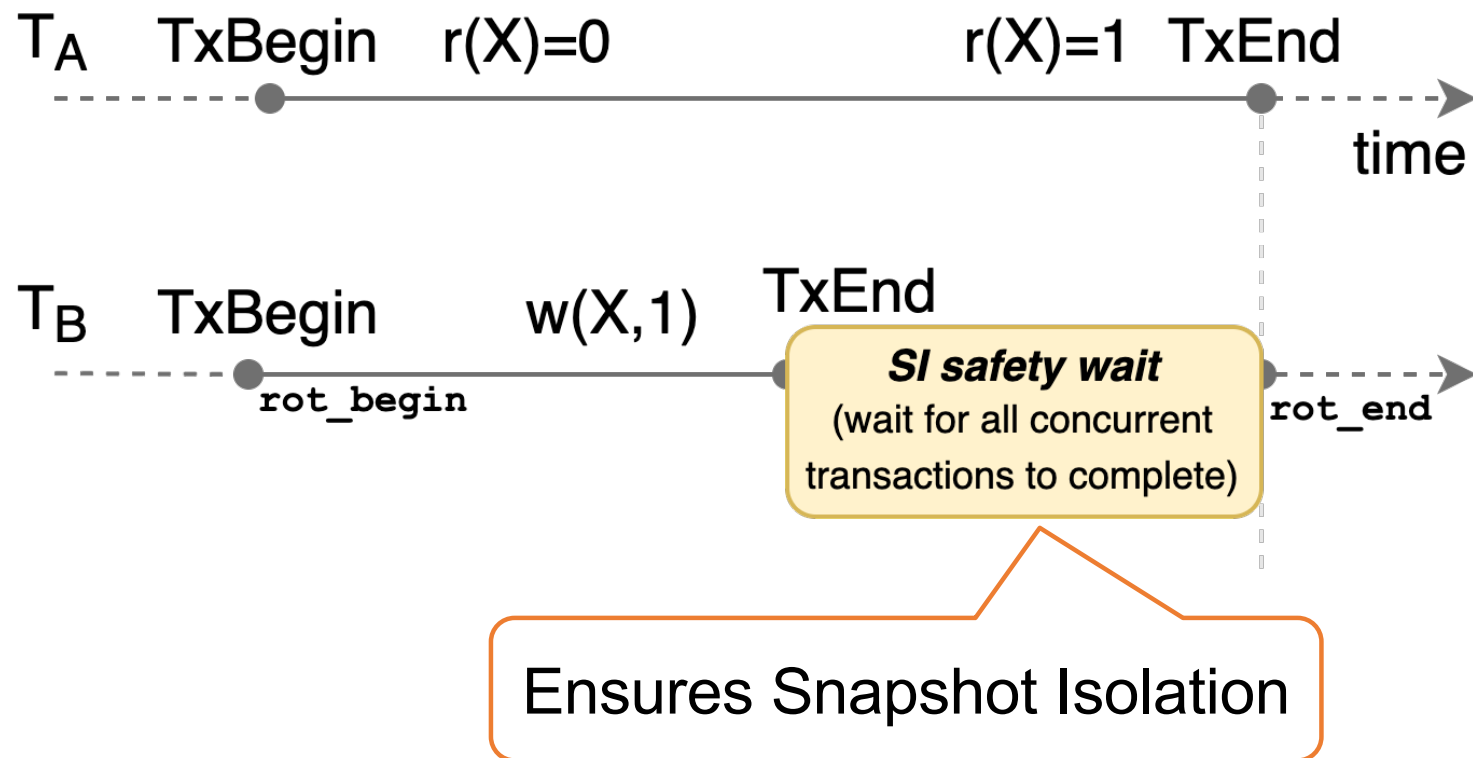 TA TxBegin r(X)=0 r(X)=1 TxEnd
time
TB TxBegin w(X,1) TxEnd
rot_begin
SI safety wait
(wait for all concurrent
transactions to complete)
rot_end
Ensures Snapshot Isolation